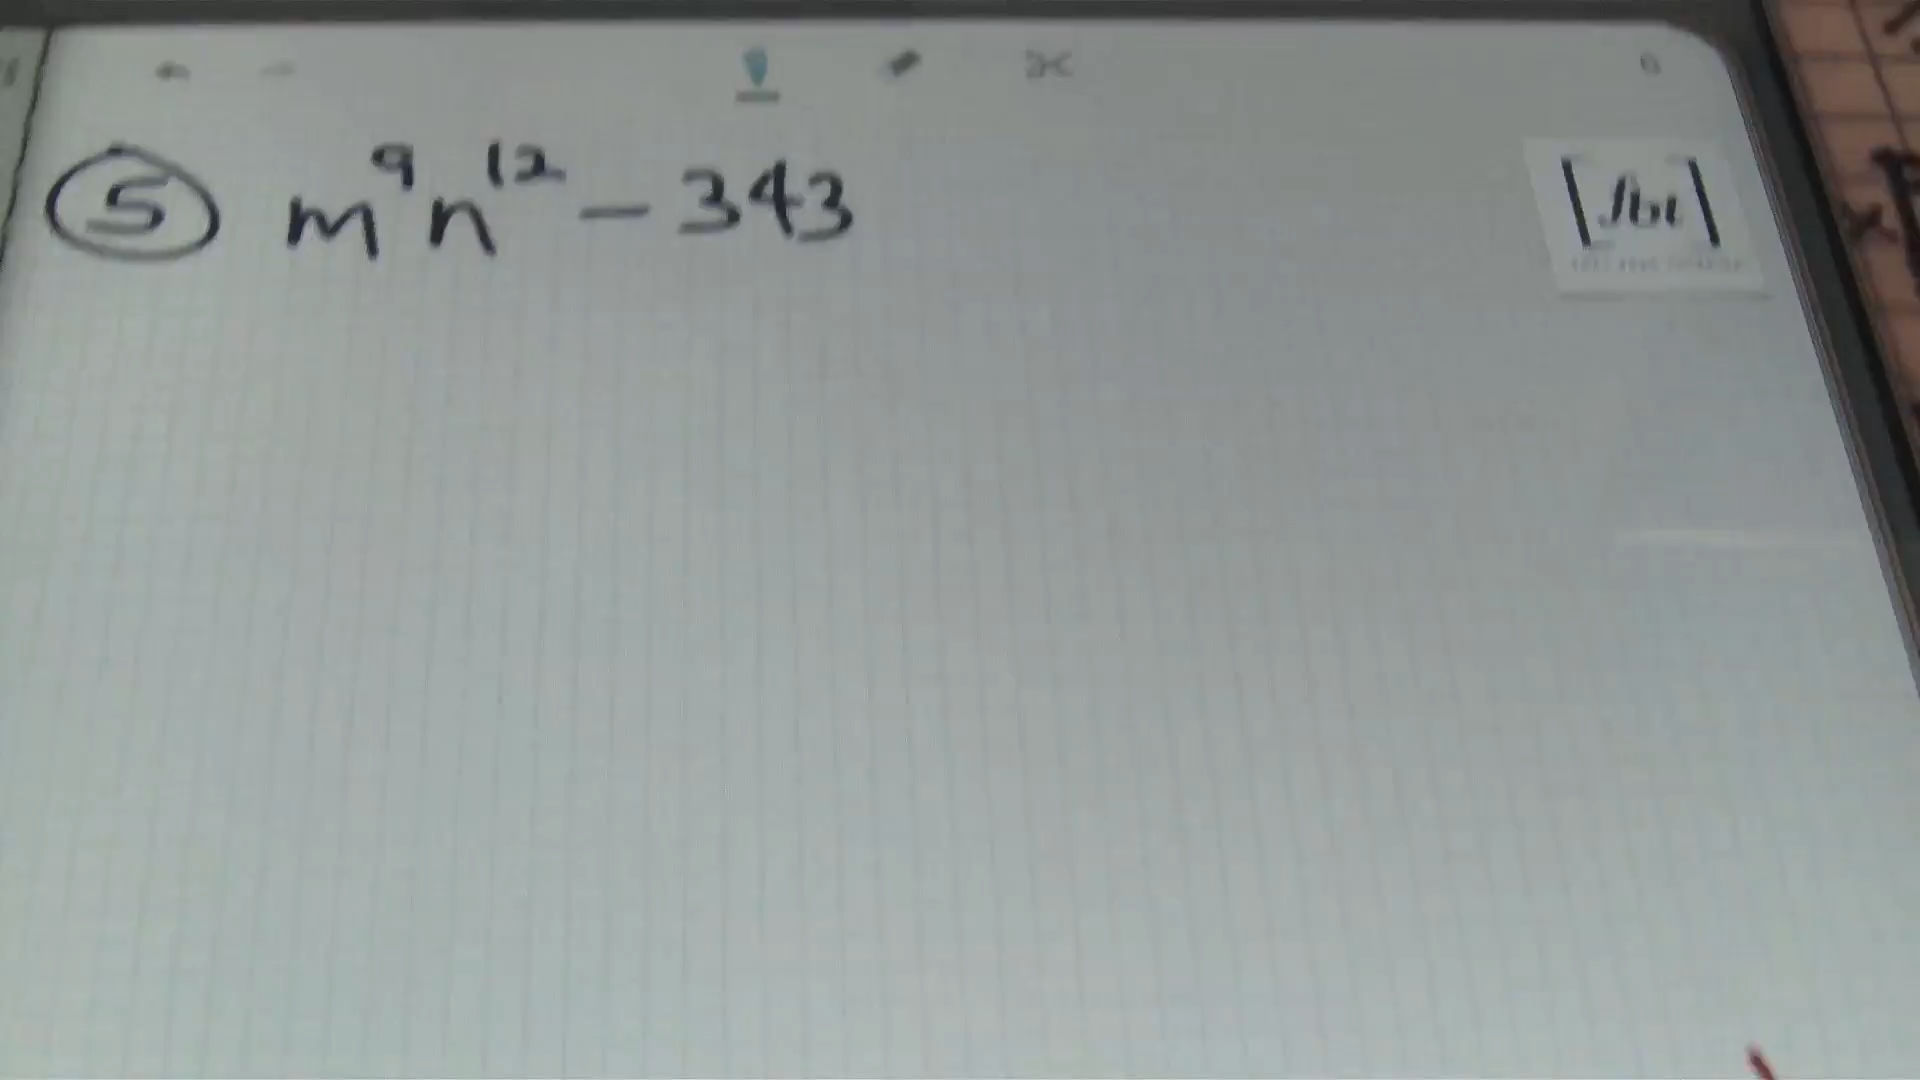 ⑤ m⁹n¹² – 343